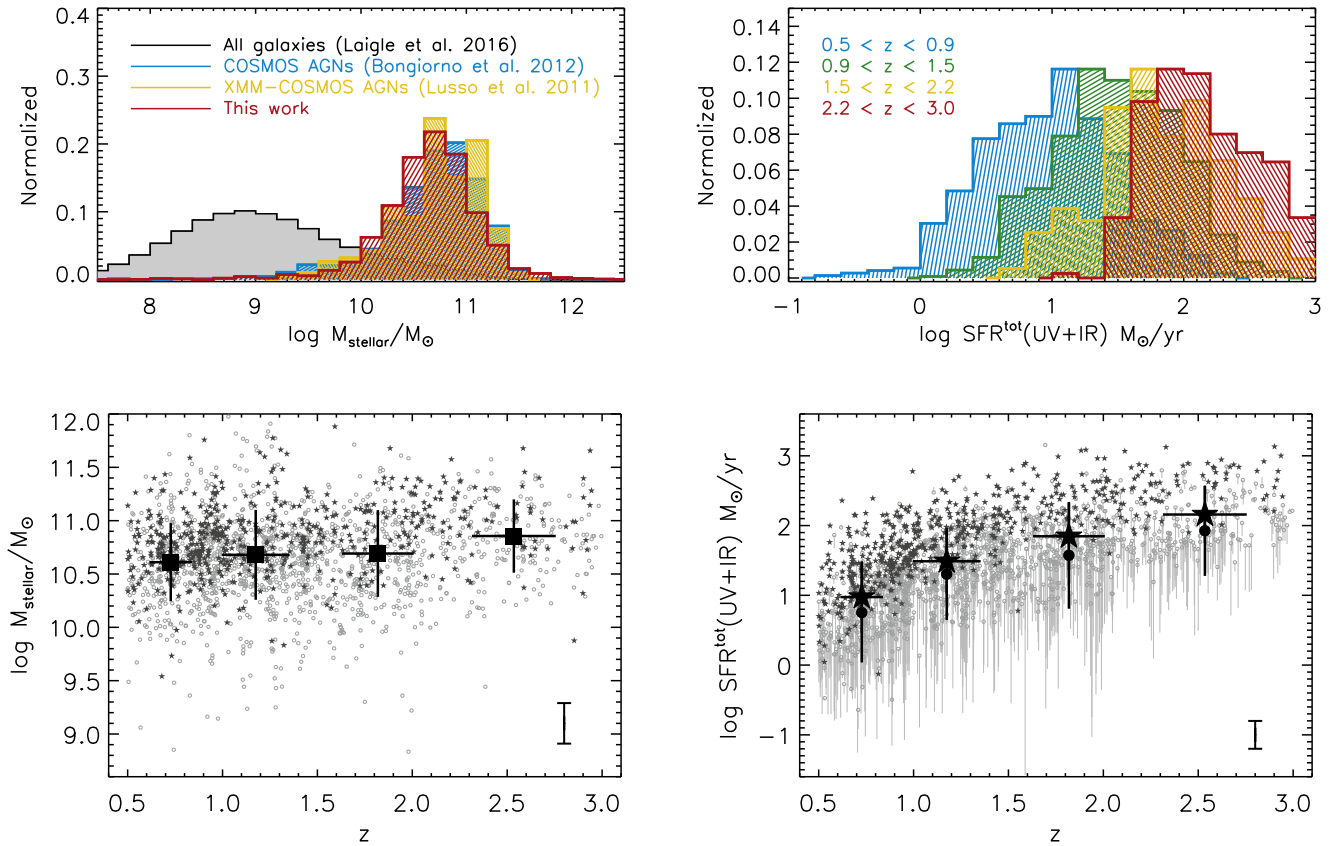 0.4
0.3
0.2
0.1
0.0
Normalized
All galaxies (Laigle et al. 2016)
COSMOS AGNs (Bongiorno et al. 2012)
XMM-COSMOS AGNs (Lusso et al. 2011)
This work
8 9 10 11 12
log M_stellar/M_⊙
0.14
0.12
0.10
0.08
0.06
0.04
0.02
0.00
Normalized
0.5 < z < 0.9
0.9 < z < 1.5
1.5 < z < 2.2
2.2 < z < 3.0
−1 0 1 2 3
log SFR^tot(UV+IR) M_⊙/yr
12.0
11.5
11.0
10.5
10.0
9.5
9.0
log M_stellar/M_⊙
0.5 1.0 1.5 2.0 2.5 3.0
z
3
2
1
0
−1
log SFR^tot(UV+IR) M_⊙/yr
0.5 1.0 1.5 2.0 2.5 3.0
z